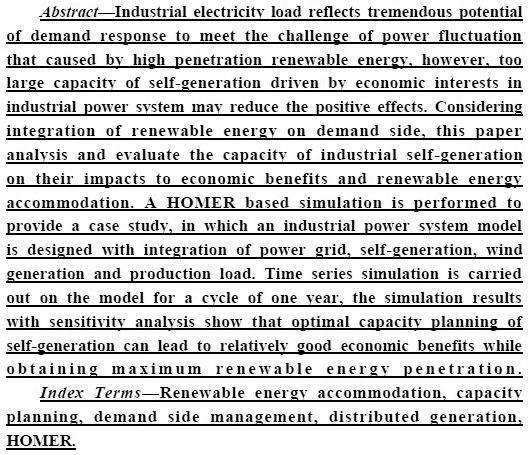 Abstract—Industrial electricity load reflects tremendous potential
of demand response to meet the challenge of power fluctuation
that caused by high penetration renewable energy, however, too
large capacity of self-generation driven by economic interests in
industrial power system may reduce the positive effects. Considering
integration of renewable energy on demand side, this paper
analysis and evaluate the capacity of industrial self-generation
on their impacts to economic benefits and renewable energy
accommodation. A HOMER based simulation is performed to
provide a case study, in which an industrial power system model
is designed with integration of power grid, self-generation, wind
generation and production load. Time series simulation is carried
out on the model for a cycle of one year, the simulation results
with sensitivity analysis show that optimal capacity planning of
self-generation can lead to relatively good economic benefits while
obtaining maximum renewable energy penetration.
Index Terms—Renewable energy accommodation, capacity
planning, demand side management, distributed generation,
HOMER.